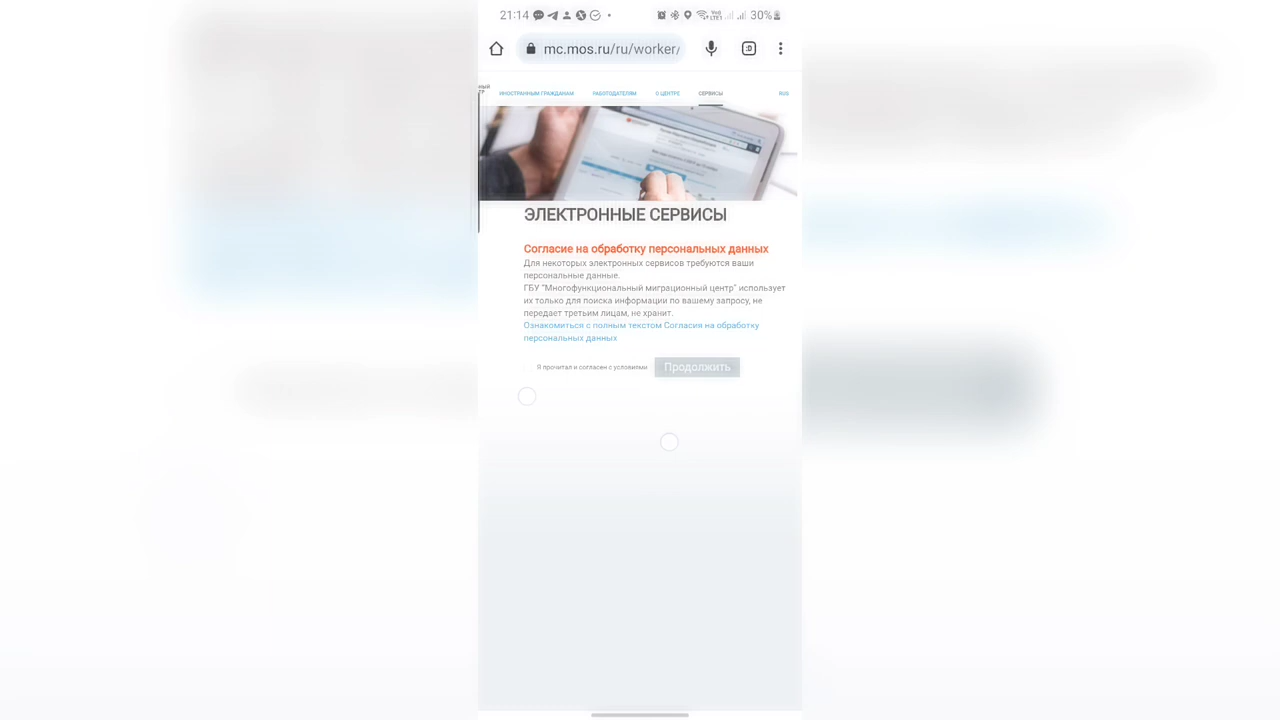 21:14
30%
mc.mos.ru/ru/worker/
ИНОСТРАННЫМ ГРАЖДАНАМ РАБОТОДАТЕЛЯМ О ЦЕНТРЕ СЕРВИСЫ RUS
ЭЛЕКТРОННЫЕ СЕРВИСЫ
Согласие на обработку персональных данных
Для некоторых электронных сервисов требуются ваши
персональные данные.
ГБУ "Многофункциональный миграционный центр" использует
их только для поиска информации по вашему запросу, не
передает третьим лицам, не хранит.
Ознакомиться с полным текстом Согласия на обработку
персональных данных
Я прочитал и согласен с условиями Продолжить